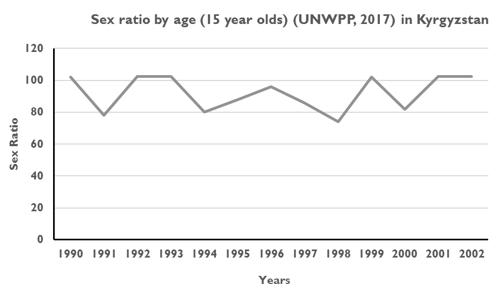 Sex ratio by age (15 year olds) (UNWPP, 2017) in Kyrgyzstan
120
100
80
60
40
20
0
Sex Ratio
1990 1991 1992 1993 1994 1995 1996 1997 1998 1999 2000 2001 2002
Years